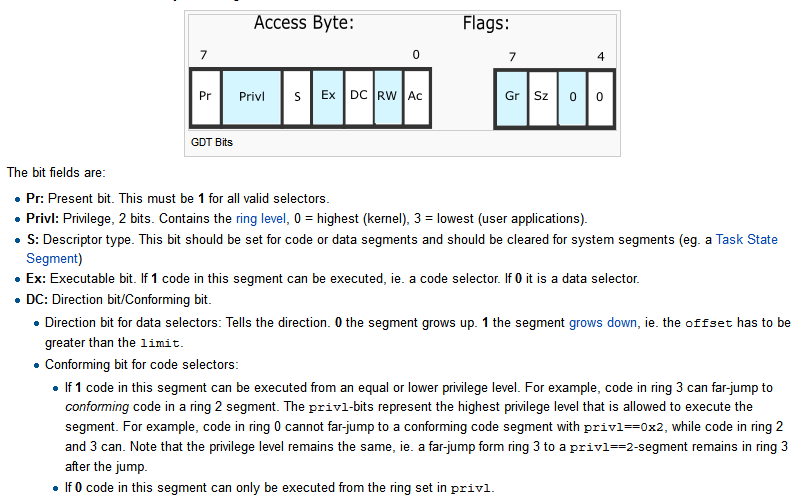 Access Byte: Flags:
7 0 7 4
Pr Privl S Ex DC RW Ac Gr Sz 0 0
GDT Bits
The bit fields are:
Pr: Present bit. This must be 1 for all valid selectors.
Privl: Privilege, 2 bits. Contains the ring level, 0 = highest (kernel), 3 = lowest (user applications).
S: Descriptor type. This bit should be set for code or data segments and should be cleared for system segments (eg. a Task State
Segment)
Ex: Executable bit. If 1 code in this segment can be executed, ie. a code selector. If 0 it is a data selector.
DC: Direction bit/Conforming bit.
Direction bit for data selectors: Tells the direction. 0 the segment grows up. 1 the segment grows down, ie. the offset has to be
greater than the limit.
Conforming bit for code selectors:
If 1 code in this segment can be executed from an equal or lower privilege level. For example, code in ring 3 can far-jump to
conforming code in a ring 2 segment. The privl-bits represent the highest privilege level that is allowed to execute the
segment. For example, code in ring 0 cannot far-jump to a conforming code segment with privl==0x2, while code in ring 2
and 3 can. Note that the privilege level remains the same, ie. a far-jump form ring 3 to a privl==2-segment remains in ring 3
after the jump.
If 0 code in this segment can only be executed from the ring set in privl.